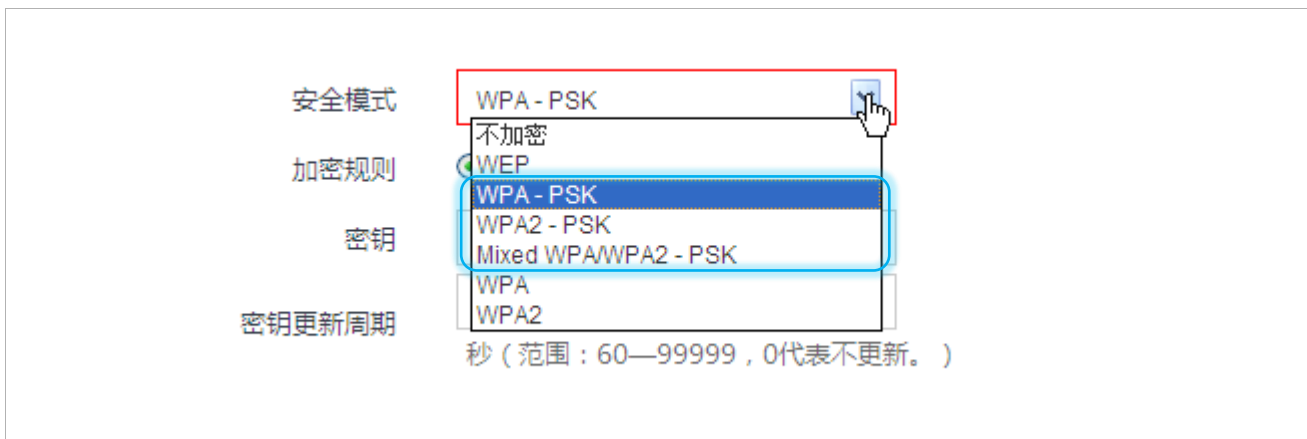 安全模式 WPA - PSK
不加密
加密规则 WEP
WPA - PSK
密钥 WPA2 - PSK
Mixed WPA/WPA2 - PSK
WPA
密钥更新周期 WPA2
秒（范围：60—99999，0代表不更新。）